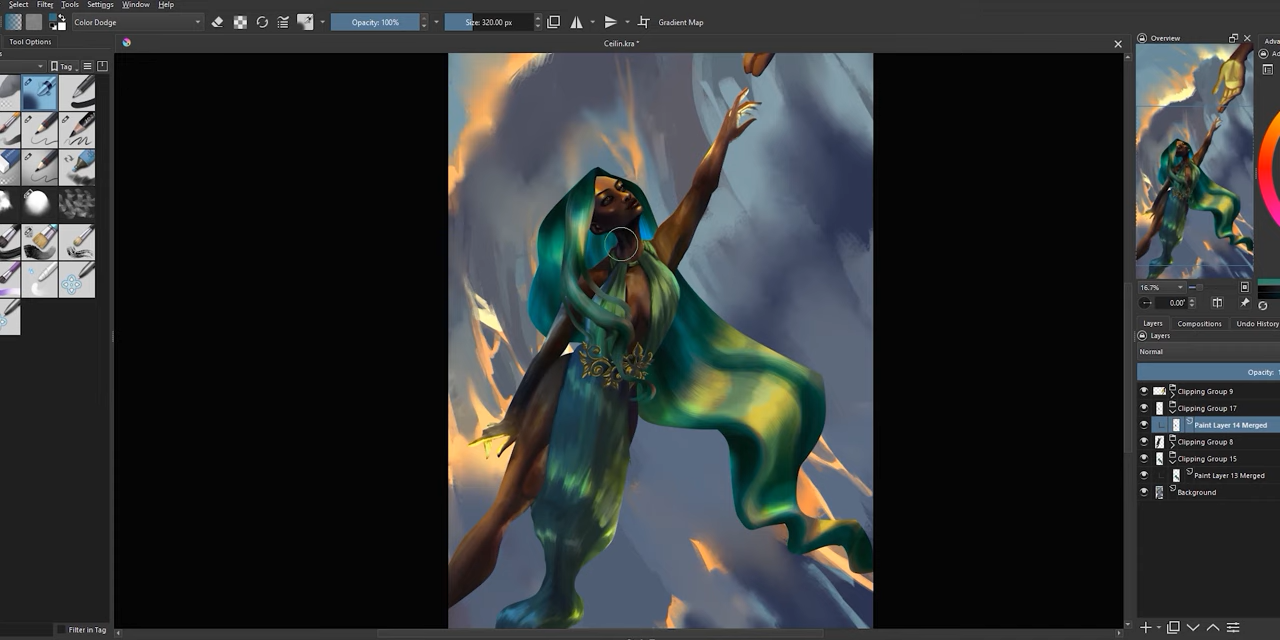 Select Filter Tools Settings Window Help
Color Dodge Opacity: 100% Size: 320.00 px Gradient Map
Tool Options
Ceilin.kra *
Overview
Tag
16.7%
0.00°
Layers Compositions Undo History
Layers
Normal
Opacity: 1
Clipping Group 9
Clipping Group 17
Paint Layer 14 Merged
Clipping Group 8
Clipping Group 15
Paint Layer 13 Merged
Background
Filter in Tag